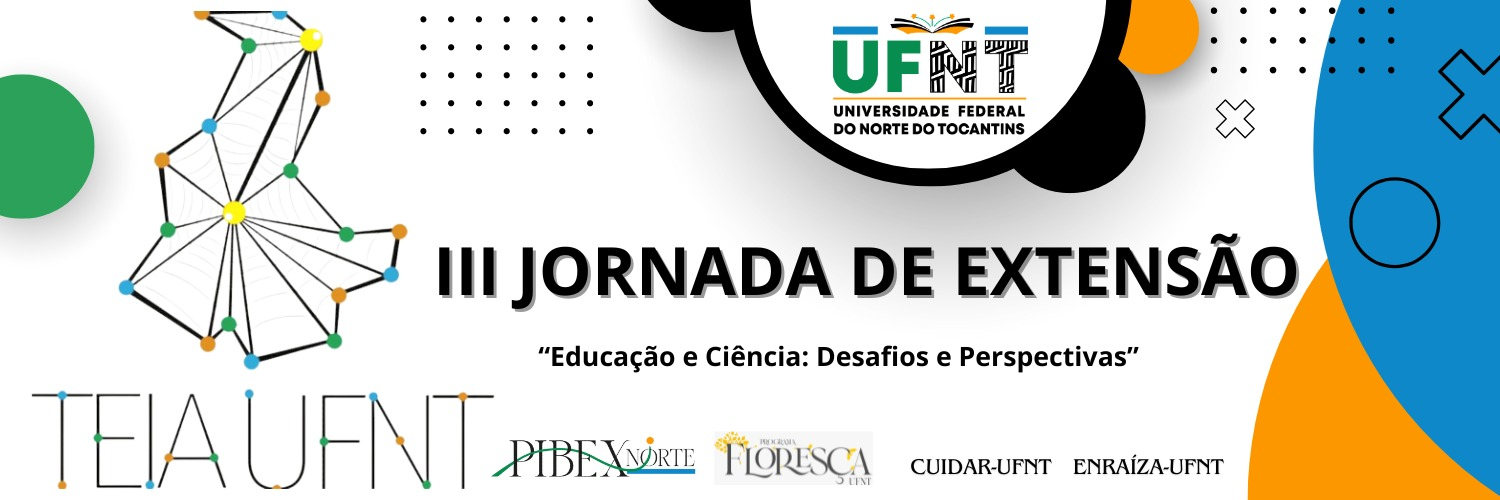 UFNT
UNIVERSIDADE FEDERAL
DO NORTE DO TOCANTINS
III JORNADA DE EXTENSÃO
“Educação e Ciência: Desafios e Perspectivas”
TEIA UFNT
PIBEX NORTE
PROGRAMA
FLORESÇA
UFNT
CUIDAR-UFNT
ENRAÍZA-UFNT